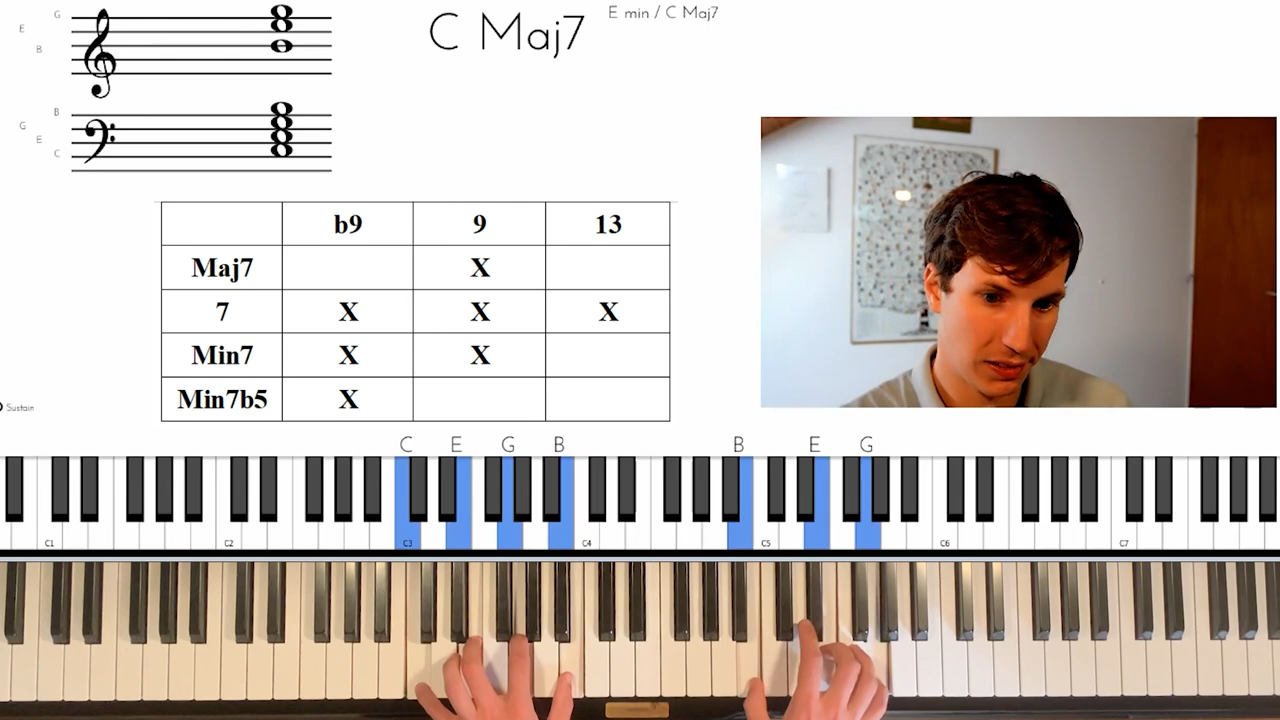 C Maj7
E min / C Maj7
G
E
B
B
G
E
C
b9 9 13
Maj7 X
7 X X X
Min7 X X
Min7b5 X
Sustain
C E G B B E G
C1 C2 C3 C4 C5 C6 C7